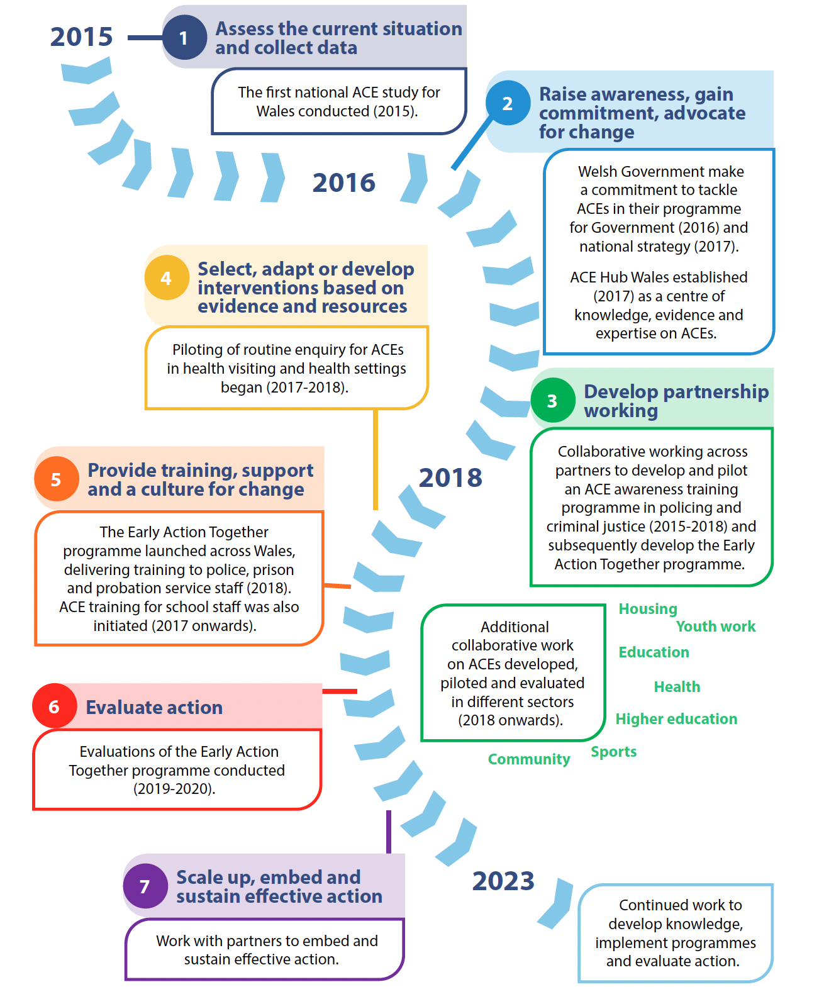 2015
1
Assess the current situation
and collect data
The first national ACE study for
Wales conducted (2015).
2
Raise awareness, gain
commitment, advocate
for change
Welsh Government make
a commitment to tackle
ACEs in their programme
for Government (2016) and
national strategy (2017).
ACE Hub Wales established
(2017) as a centre of
knowledge, evidence and
expertise on ACEs.
2016
3
Develop partnership
working
Collaborative working across
partners to develop and pilot
an ACE awareness training
programme in policing and
criminal justice (2015-2018) and
subsequently develop the Early
Action Together programme.
Additional
collaborative work
on ACEs developed,
piloted and evaluated
in different sectors
(2018 onwards).
Housing
Youth work
Education
Health
Higher education
Sports
Community
4
Select, adapt or develop
interventions based on
evidence and resources
Piloting of routine enquiry for ACEs
in health visiting and health settings
began (2017-2018).
2018
5
Provide training, support
and a culture for change
The Early Action Together
programme launched across Wales,
delivering training to police, prison
and probation service staff (2018).
ACE training for school staff was also
initiated (2017 onwards).
6
Evaluate action
Evaluations of the Early Action
Together programme conducted
(2019-2020).
7
Scale up, embed and
sustain effective action
Work with partners to embed and
sustain effective action.
2023
Continued work to
develop knowledge,
implement programmes
and evaluate action.